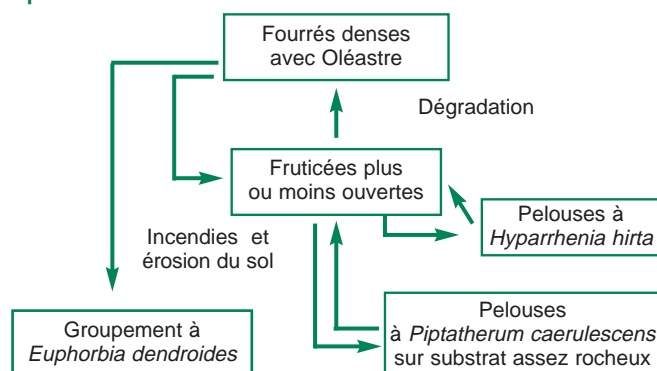 Fourrés denses
avec Oléastre
Dégradation
Fruticées plus
ou moins ouvertes
Pelouses à
Hyparrhenia hirta
Incendies et
érosion du sol
Groupement à
Euphorbia dendroides
Pelouses
à Piptatherum caerulescens
sur substrat assez rocheux